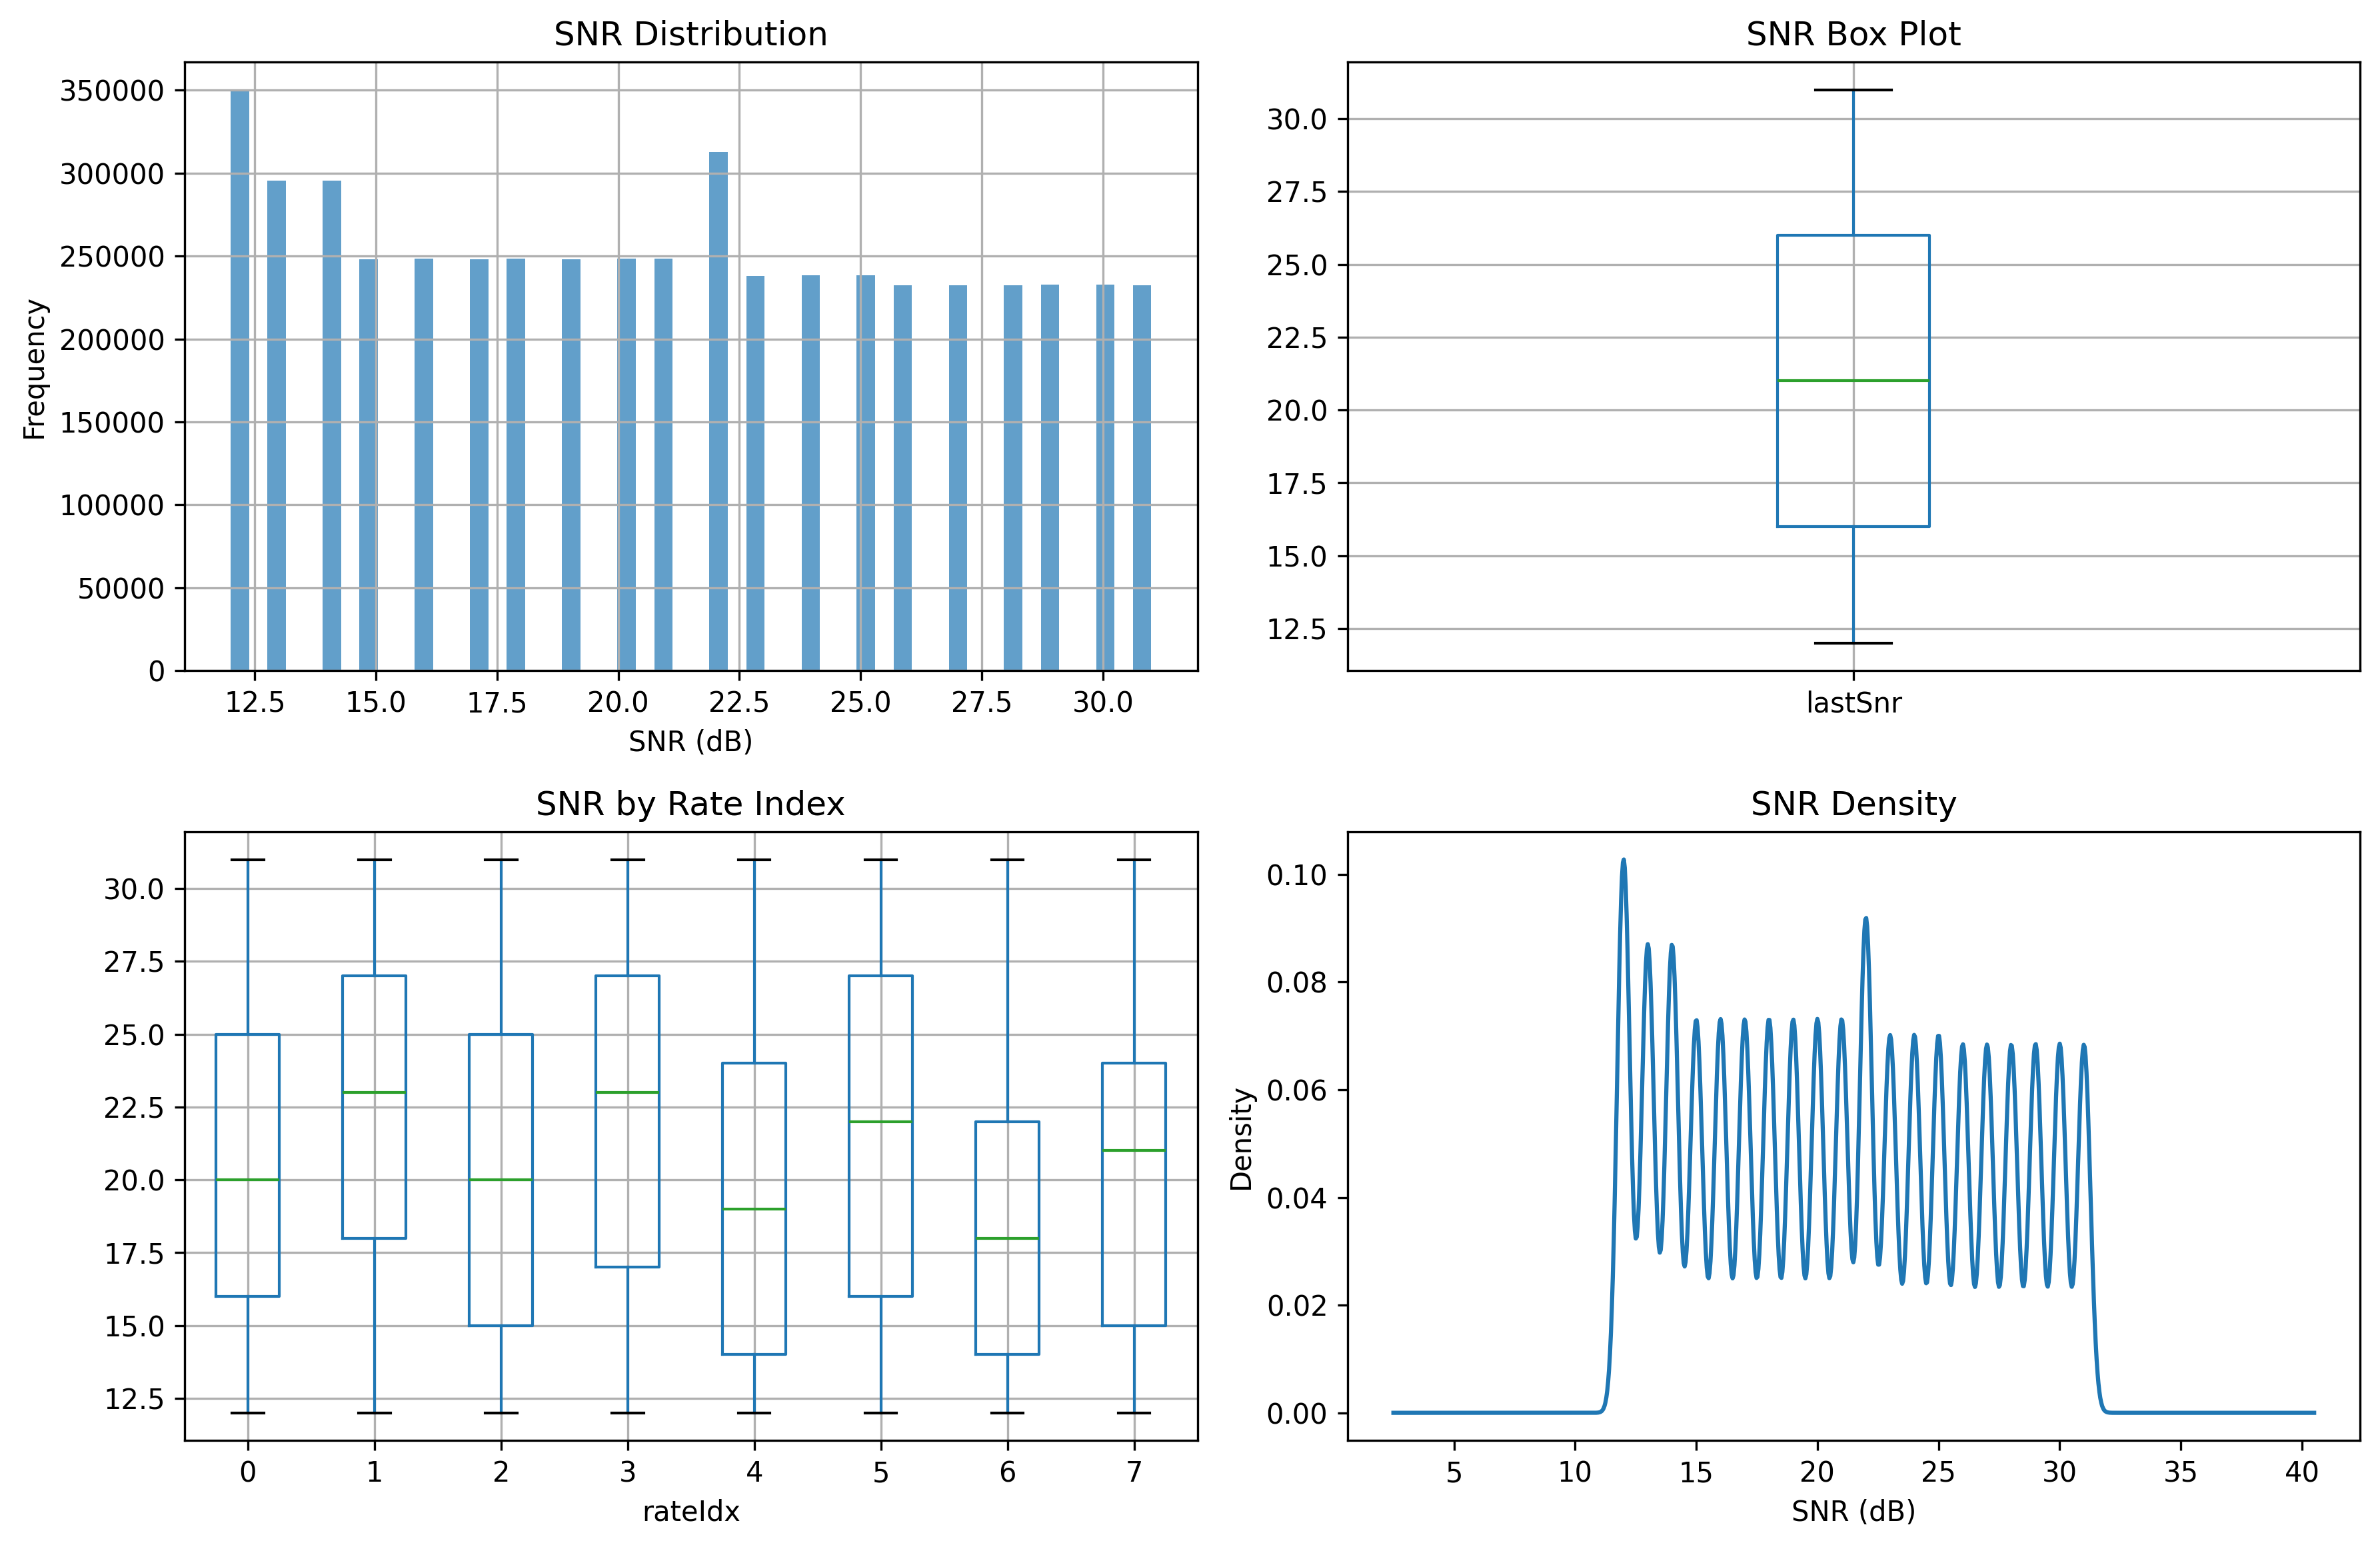 SNR Distribution
350000
300000
250000
200000
150000
100000
50000
0
Frequency
12.5 15.0 17.5 20.0 22.5 25.0 27.5 30.0
SNR (dB)
SNR Box Plot
30.0
27.5
25.0
22.5
20.0
17.5
15.0
12.5
lastSnr
SNR by Rate Index
30.0
27.5
25.0
22.5
20.0
17.5
15.0
12.5
0 1 2 3 4 5 6 7
rateIdx
SNR Density
0.10
0.08
0.06
0.04
0.02
0.00
Density
5 10 15 20 25 30 35 40
SNR (dB)